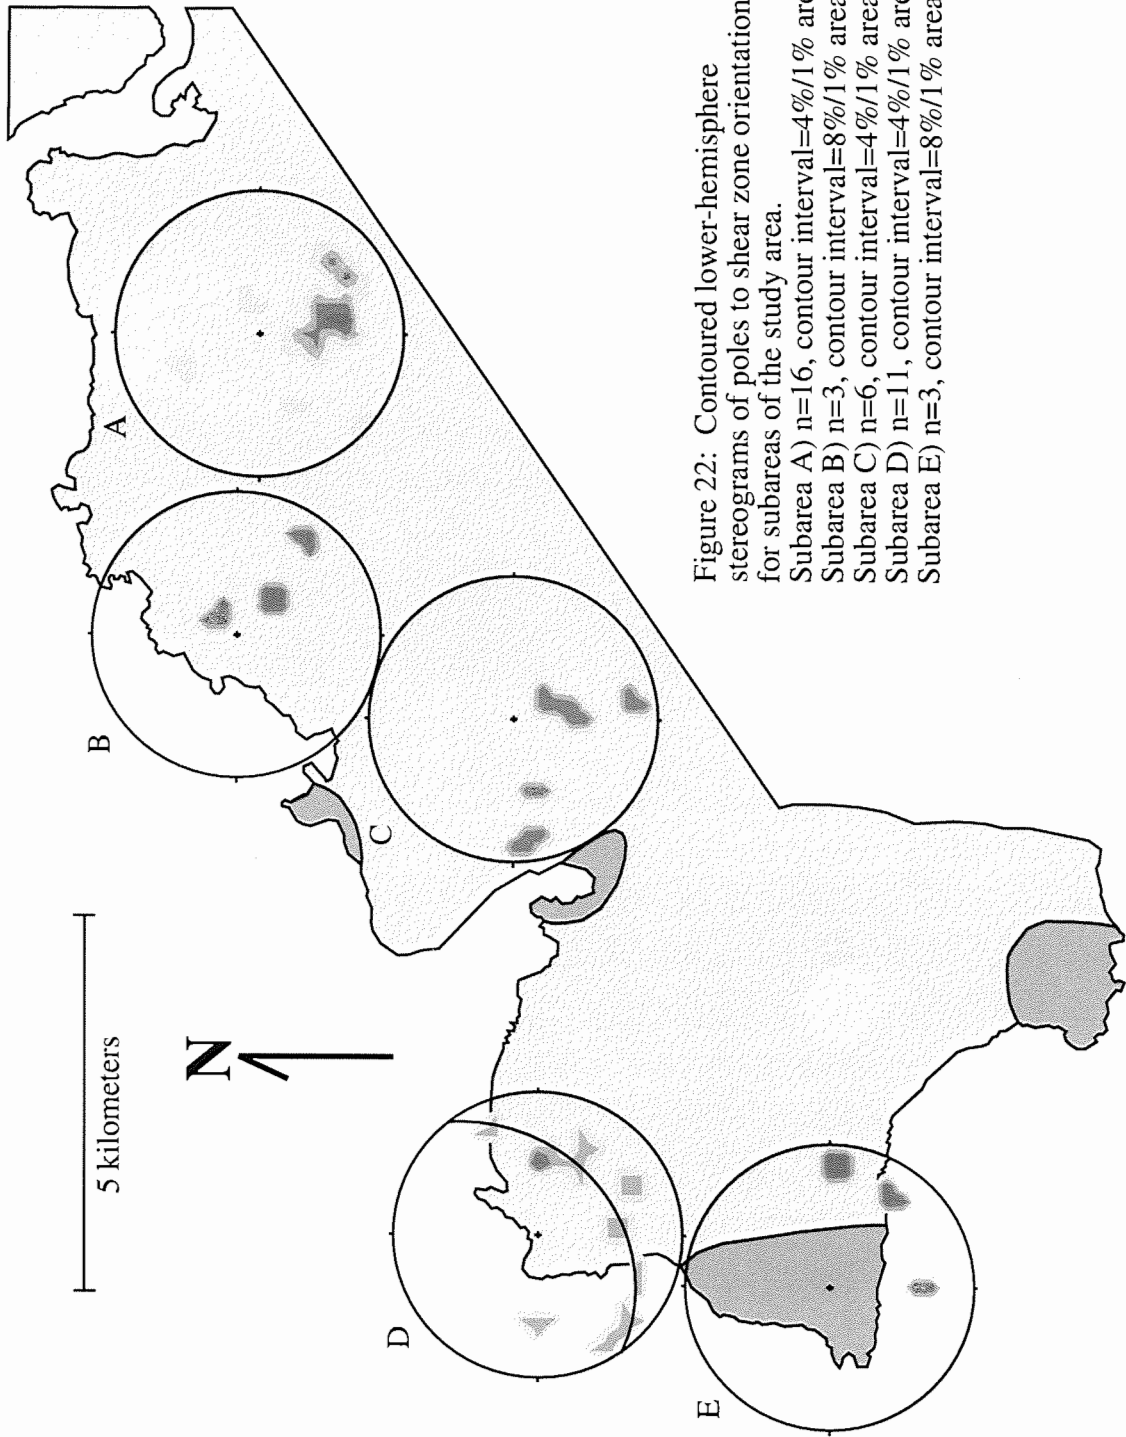 5 kilometers
N
A
B
C
D
E
Figure 22: Contoured lower-hemisphere
stereograms of poles to shear zone orientation
for subareas of the study area.
Subarea A) n=16, contour interval=4%/1% are
Subarea B) n=3, contour interval=8%/1% area
Subarea C) n=6, contour interval=4%/1% area
Subarea D) n=11, contour interval=4%/1% are
Subarea E) n=3, contour interval=8%/1% area